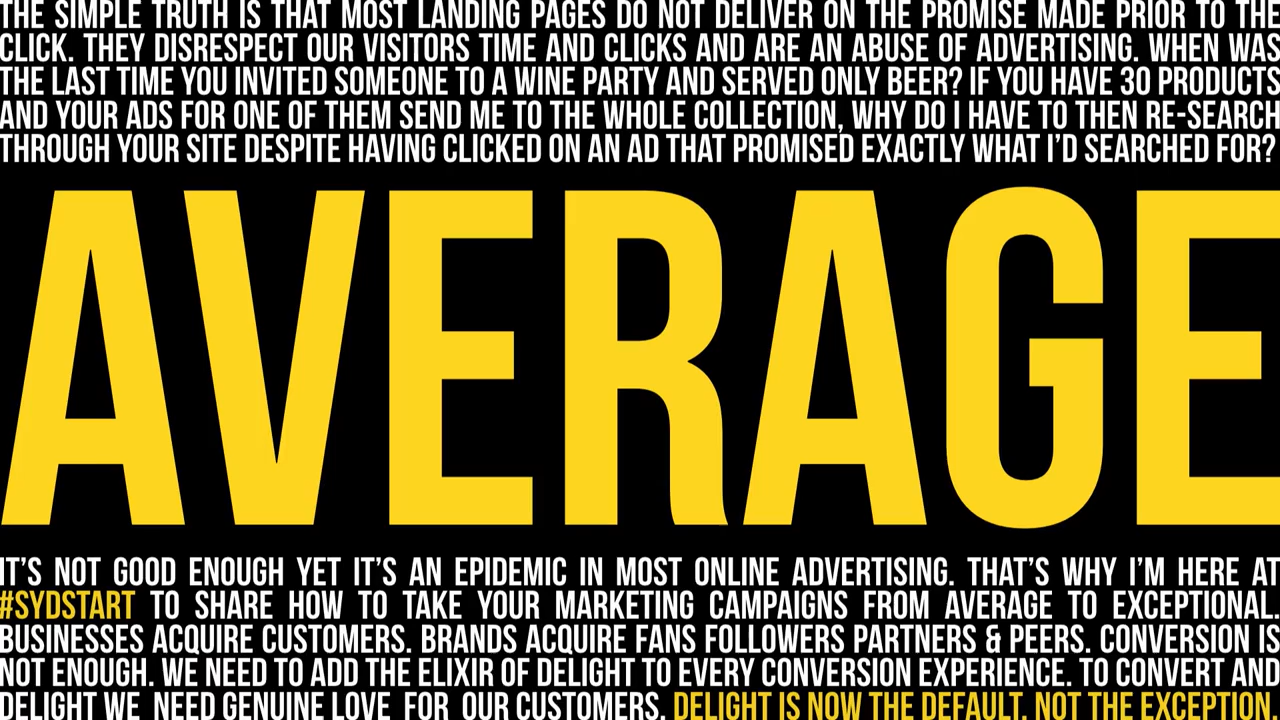 THE SIMPLE TRUTH IS THAT MOST LANDING PAGES DO NOT DELIVER ON THE PROMISE MADE PRIOR TO THE
CLICK. THEY DISRESPECT OUR VISITORS TIME AND CLICKS AND ARE AN ABUSE OF ADVERTISING. WHEN WAS
THE LAST TIME YOU INVITED SOMEONE TO A WINE PARTY AND SERVED ONLY BEER? IF YOU HAVE 30 PRODUCTS
AND YOUR ADS FOR ONE OF THEM SEND ME TO THE WHOLE COLLECTION, WHY DO I HAVE TO THEN RE-SEARCH
THROUGH YOUR SITE DESPITE HAVING CLICKED ON AN AD THAT PROMISED EXACTLY WHAT I'D SEARCHED FOR?
AVERAGE
IT'S NOT GOOD ENOUGH YET IT'S AN EPIDEMIC IN MOST ONLINE ADVERTISING. THAT'S WHY I'M HERE AT
#SYDSTART TO SHARE HOW TO TAKE YOUR MARKETING CAMPAIGNS FROM AVERAGE TO EXCEPTIONAL.
BUSINESSES ACQUIRE CUSTOMERS. BRANDS ACQUIRE FANS FOLLOWERS PARTNERS & PEERS. CONVERSION IS
NOT ENOUGH. WE NEED TO ADD THE ELIXIR OF DELIGHT TO EVERY CONVERSION EXPERIENCE. TO CONVERT AND
DELIGHT WE NEED GENUINE LOVE FOR OUR CUSTOMERS. DELIGHT IS NOW THE DEFAULT, NOT THE EXCEPTION.